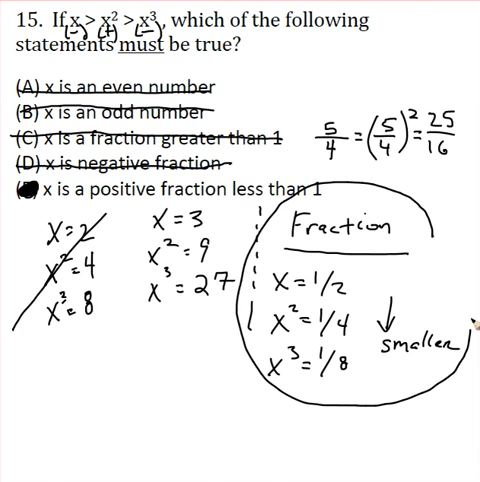 15. If x > x² > x³, which of the following
(-) (+) (-)
statements must be true?
(A) x is an even number
(B) x is an odd number
(C) x is a fraction greater than 1
(D) x is negative fraction
x is a positive fraction less than 1
5/4 = (5/4)² = 25/16
x = 2
x² = 4
x³ = 8
x = 3
x² = 9
x³ = 27
Fraction
x = 1/2
x² = 1/4
x³ = 1/8
smaller